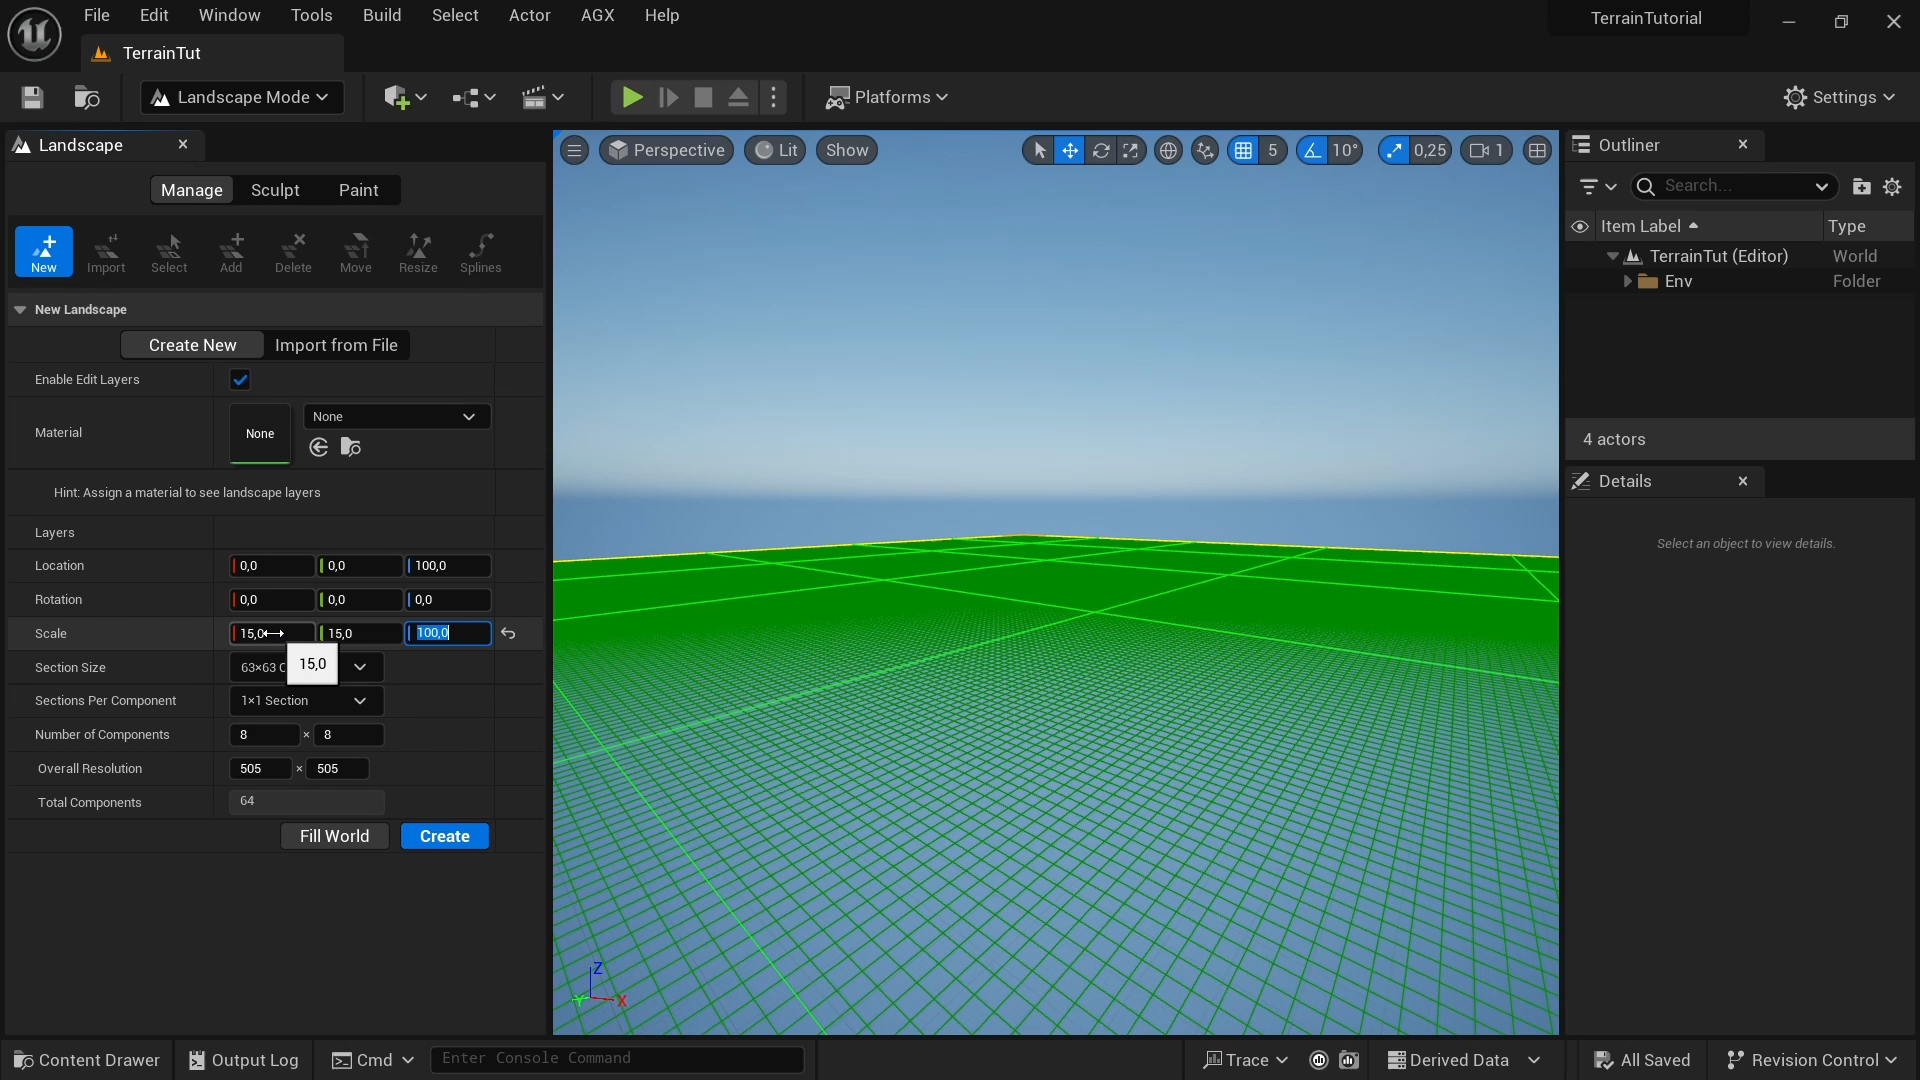 File Edit Window Tools Build Select Actor AGX Help
TerrainTutorial
TerrainTut
Landscape Mode
Platforms
Settings
Landscape
Perspective Lit Show
5 10° 0,25 1
Outliner
Manage Sculpt Paint
Search...
New Import Select Add Delete Move Resize Splines
Item Label Type
TerrainTut (Editor) World
Env Folder
New Landscape
Create New Import from File
Enable Edit Layers
Material None None
4 actors
Details
Hint: Assign a material to see landscape layers
Layers
Select an object to view details.
Location 0,0 0,0 100,0
Rotation 0,0 0,0 0,0
Scale 15,0 15,0 100,0
Section Size 63×63 15,0
Sections Per Component 1×1 Section
Number of Components 8 × 8
Overall Resolution 505 × 505
Total Components 64
Fill World Create
Z
Y X
Content Drawer Output Log Cmd Enter Console Command Trace Derived Data All Saved Revision Control